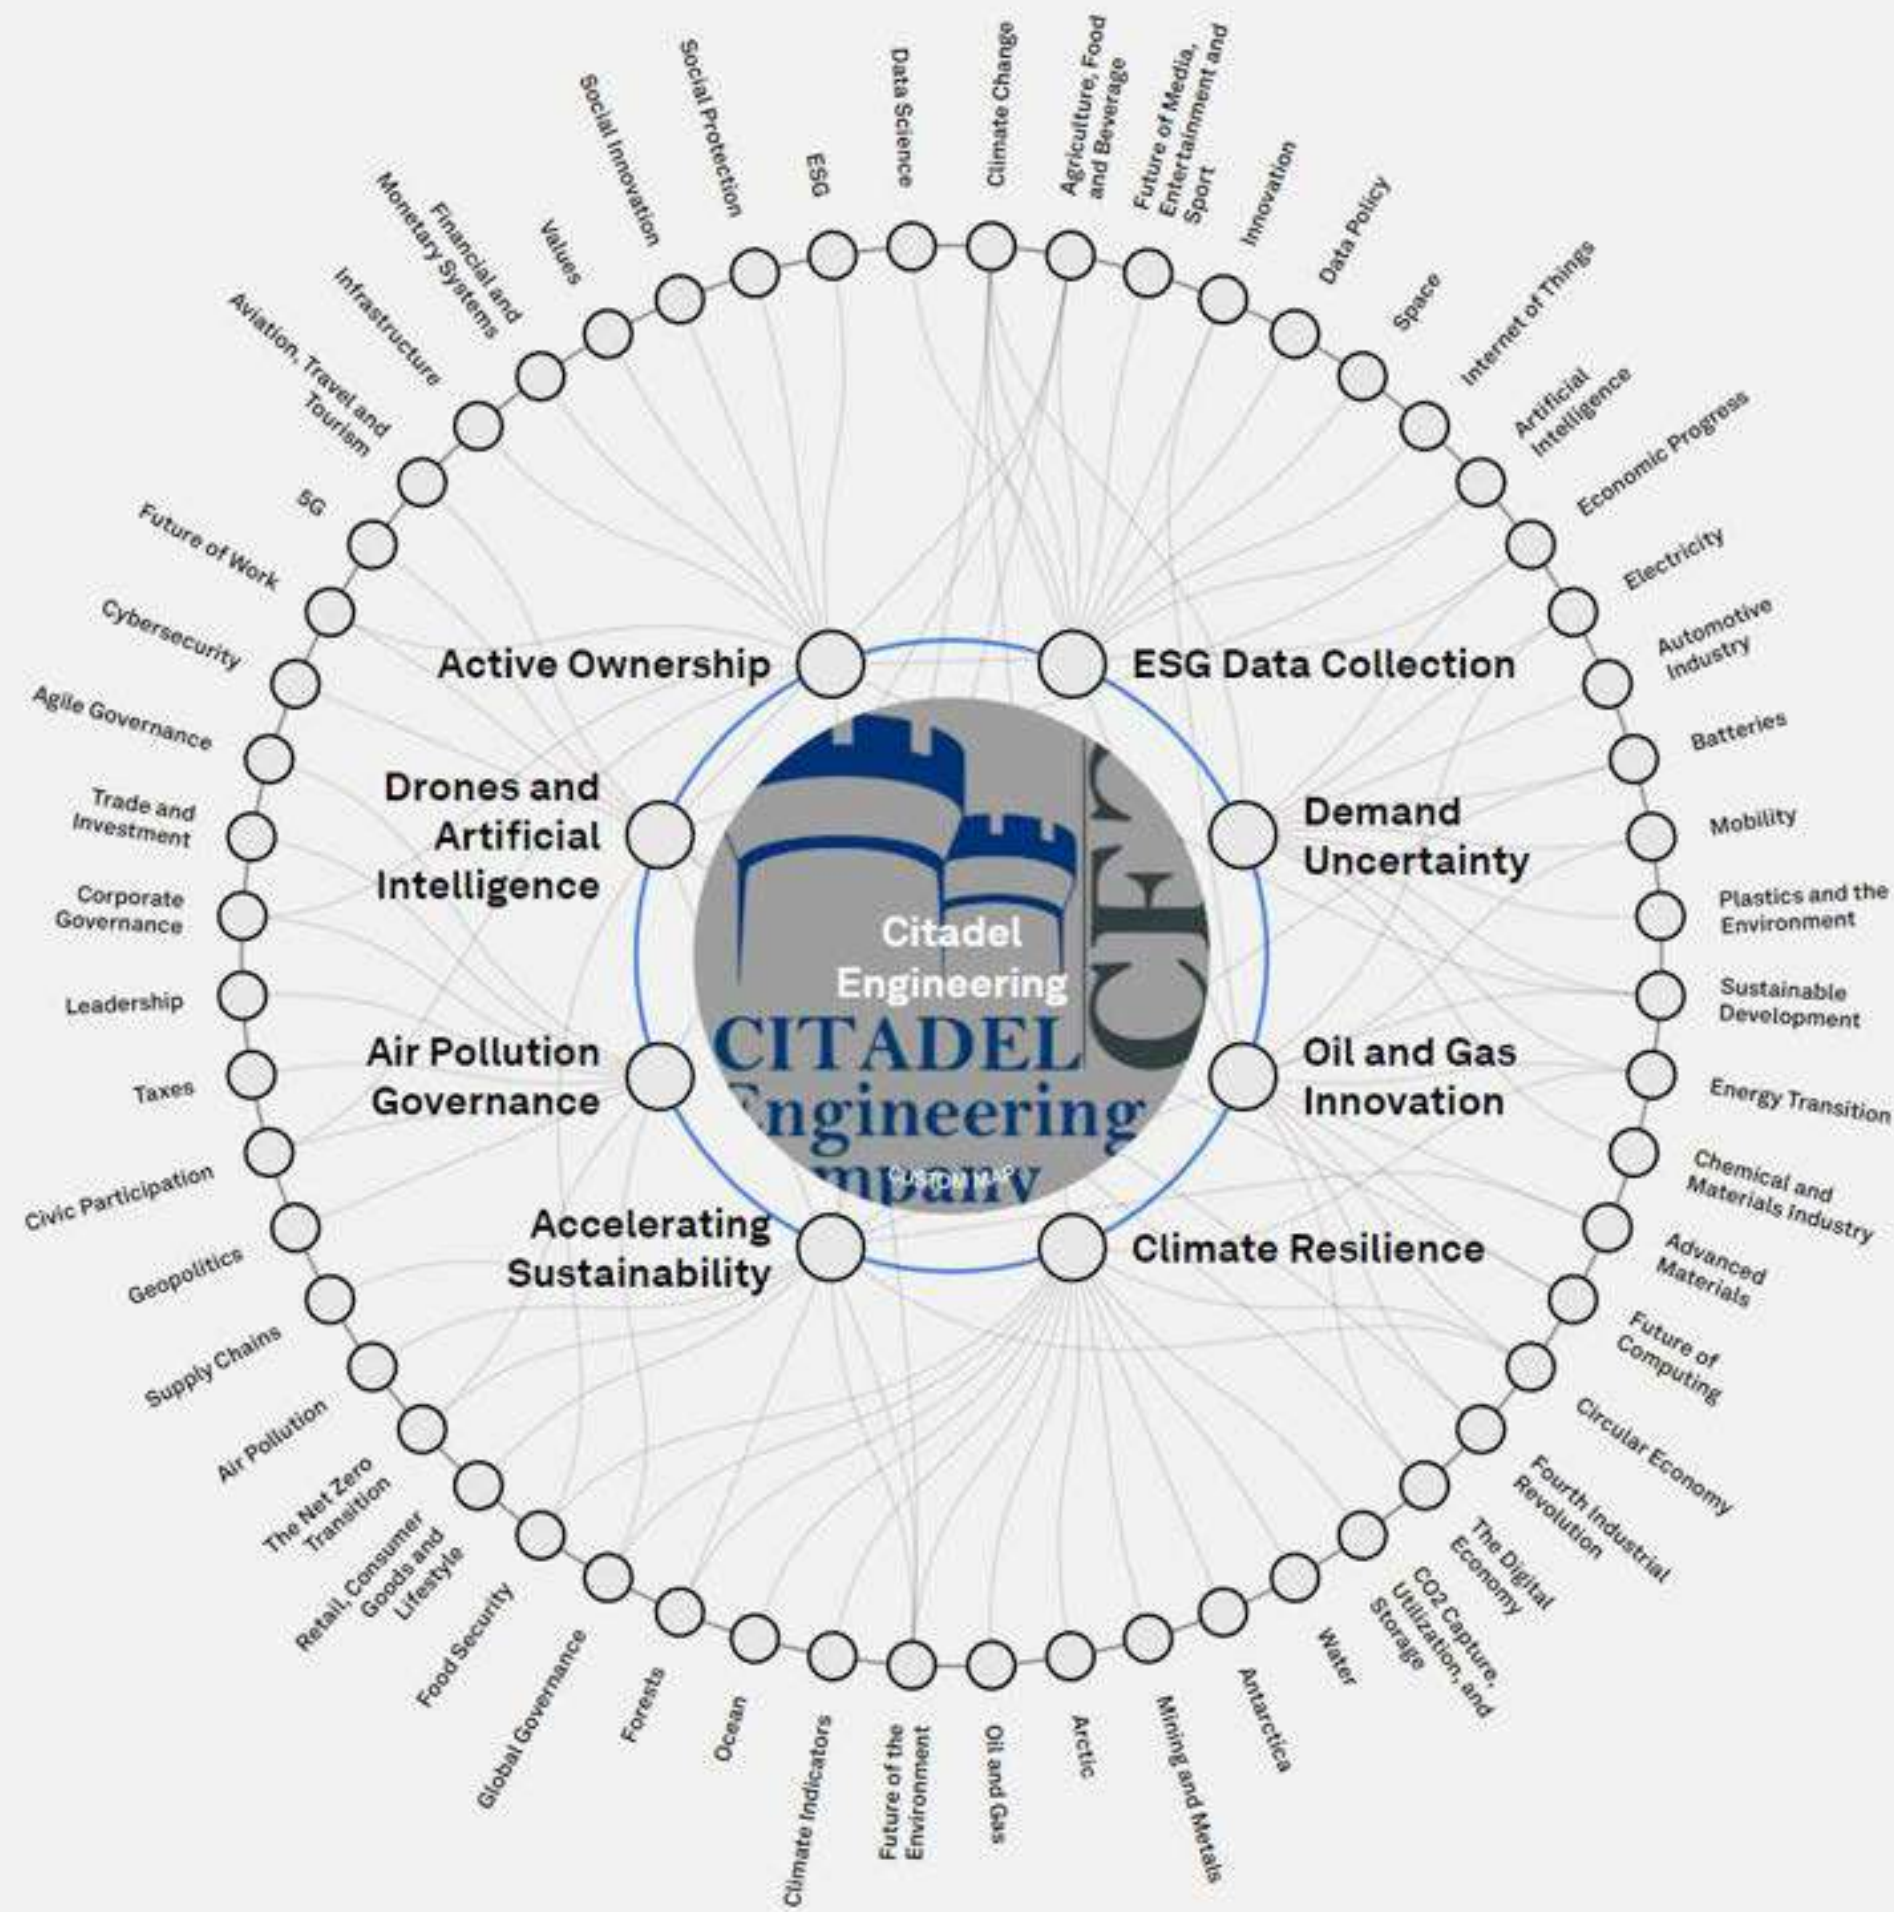 Climate Change
Agriculture, Food
and Beverage
Future of Media,
Entertainment and
Sport
Innovation
Data Policy
Space
Internet of Things
Artificial
Intelligence
Economic Progress
Electricity
Automotive
Industry
Batteries
Mobility
Plastics and the
Environment
Sustainable
Development
Energy Transition
Chemical and
Materials Industry
Advanced
Materials
Future of
Computing
Circular Economy
Fourth Industrial
Revolution
The Digital
Economy
CO2 Capture,
Utilization, and
Storage
Water
Antarctica
Mining and Metals
Arctic
Oil and Gas
Future of the
Environment
Climate Indicators
Ocean
Forests
Global Governance
Food Security
Retail, Consumer
Goods and
Lifestyle
The Net Zero
Transition
Air Pollution
Supply Chains
Geopolitics
Civic Participation
Taxes
Leadership
Corporate
Governance
Trade and
Investment
Agile Governance
Cybersecurity
Future of Work
5G
Aviation, Travel and
Tourism
Infrastructure
Financial and
Monetary Systems
Values
Social Innovation
Social Protection
ESG
Data Science
Active Ownership
ESG Data Collection
Drones and
Artificial
Intelligence
Demand
Uncertainty
Air Pollution
Governance
Oil and Gas
Innovation
Accelerating
Sustainability
Climate Resilience
Citadel
Engineering
CITADEL
Engineering
mpany
CUSTOM MAP